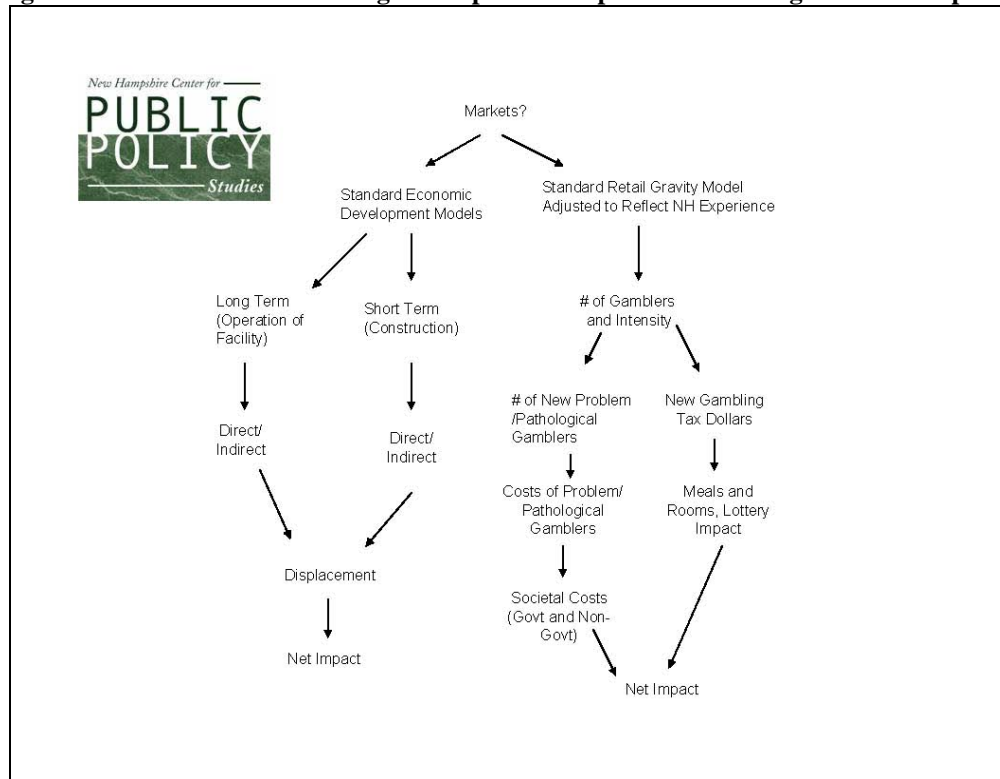 New Hampshire Center for
PUBLIC
POLICY
Studies
Markets?
Standard Economic
Development Models
Standard Retail Gravity Model
Adjusted to Reflect NH Experience
Long Term
(Operation of
Facility)
Short Term
(Construction)
# of Gamblers
and Intensity
Direct/
Indirect
Direct/
Indirect
# of New Problem
/Pathological
Gamblers
New Gambling
Tax Dollars
Costs of Problem/
Pathological
Gamblers
Meals and
Rooms, Lottery
Impact
Displacement
Societal Costs
(Govt and Non-
Govt)
Net Impact
Net Impact